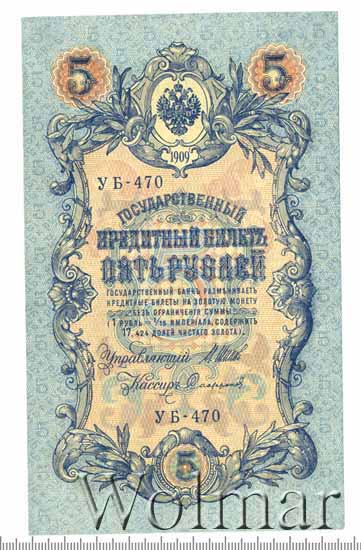 5 5
1909
УБ-470
ГОСУДАРСТВЕННЫЙ
КРЕДИТНЫЙ БИЛЕТЪ
ПЯТЬ РУБЛЕЙ
ГОСУДАРСТВЕННЫЙ БАНКЪ РАЗМѢНИВАЕТЪ
КРЕДИТНЫЕ БИЛЕТЫ НА ЗОЛОТУЮ МОНЕТУ
БЕЗЪ ОГРАНИЧЕНІЯ СУММЫ
(1 РУБЛЬ = 1/15 ИМПЕРІАЛА, СОДЕРЖИТЪ
17,424 ДОЛЕЙ ЧИСТАГО ЗОЛОТА).
Управляющій
Кассиръ
УБ-470
5
Wolmar